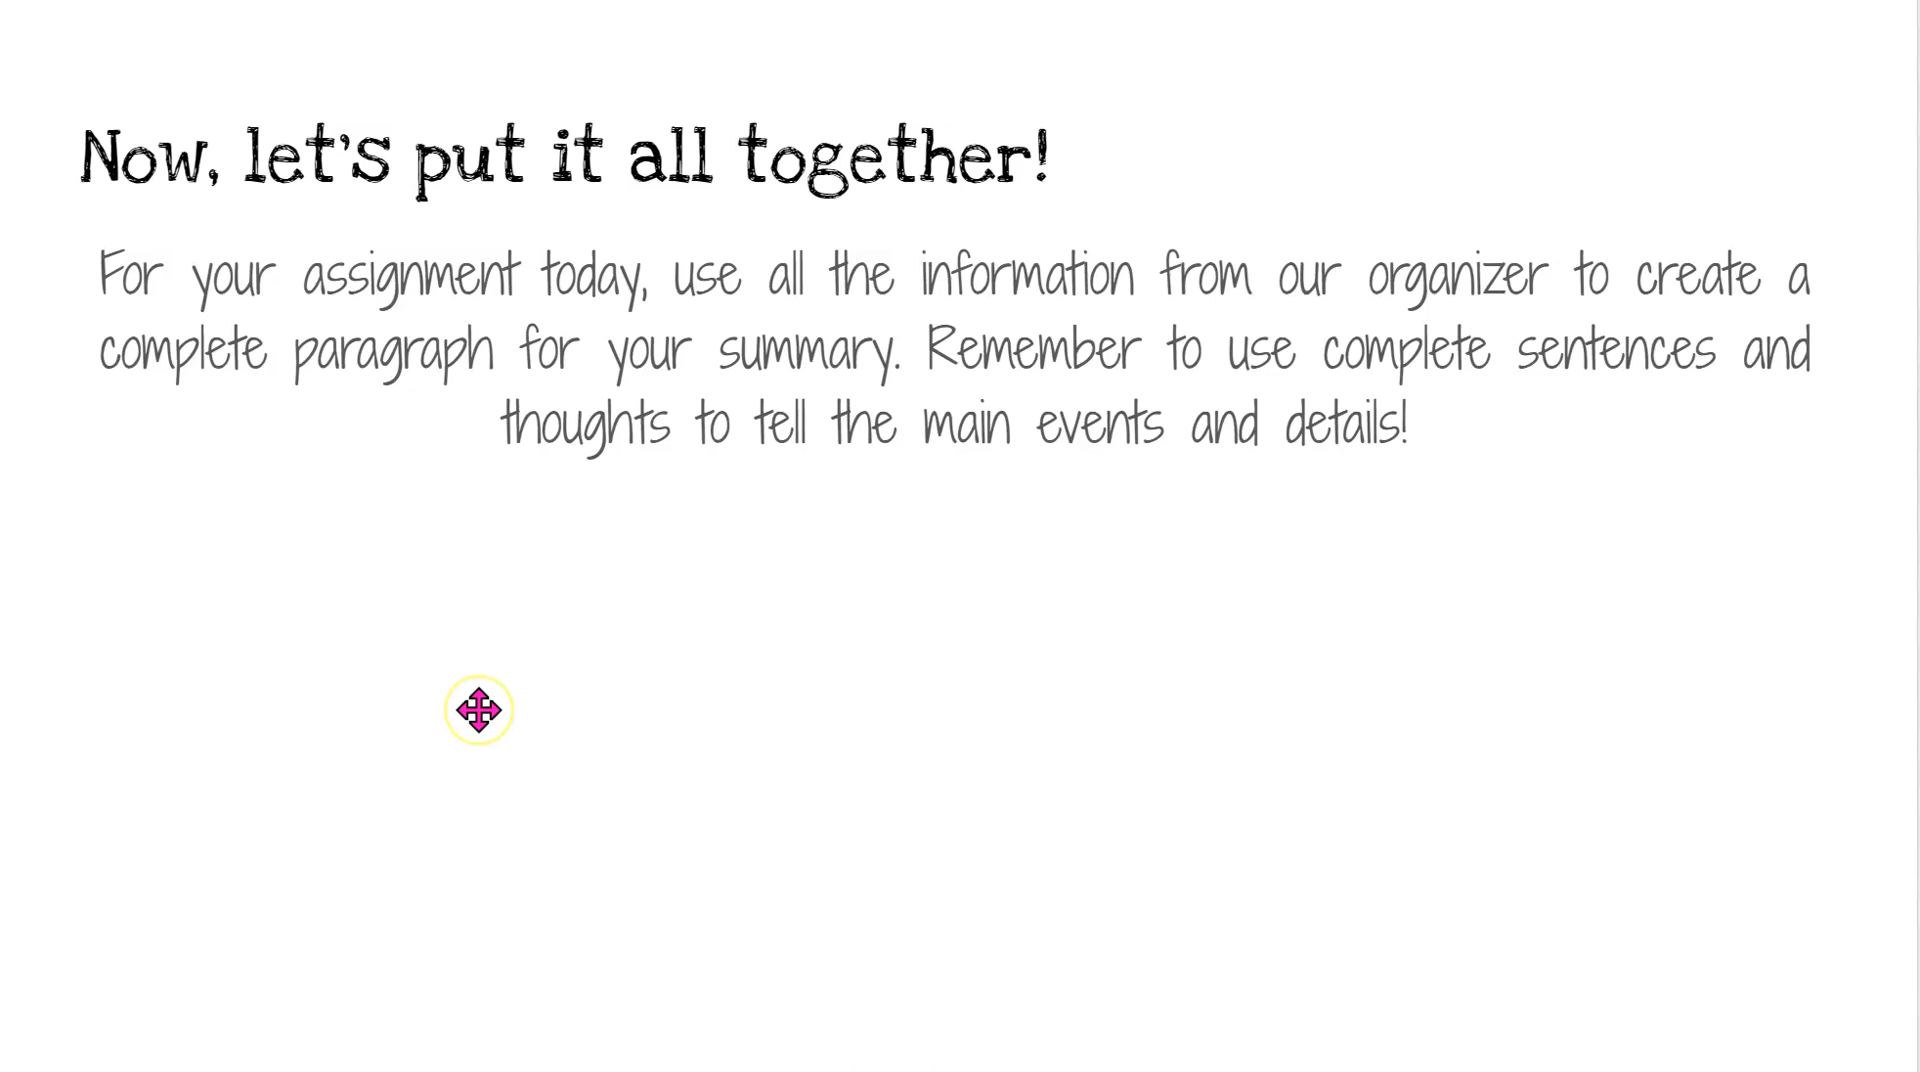 Now, let's put it all together!
For your assignment today, use all the information from our organizer to create a
complete paragraph for your summary. Remember to use complete sentences and
thoughts to tell the main events and details!